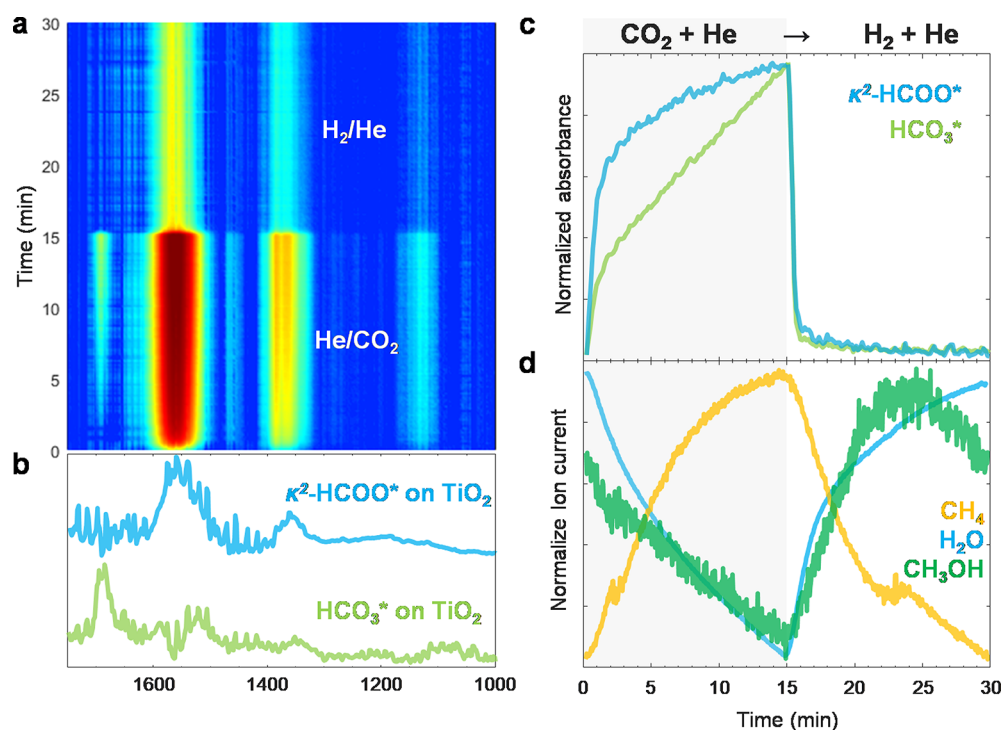 a
30
25
20
15
10
5
0
Time (min)
H₂/He
He/CO₂
b
κ²-HCOO* on TiO₂
HCO₃* on TiO₂
1600
1400
1200
1000
c
CO₂ + He → H₂ + He
Normalized absorbance
κ²-HCOO*
HCO₃*
d
Normalize Ion current
CH₄
H₂O
CH₃OH
0
5
10
15
20
25
30
Time (min)